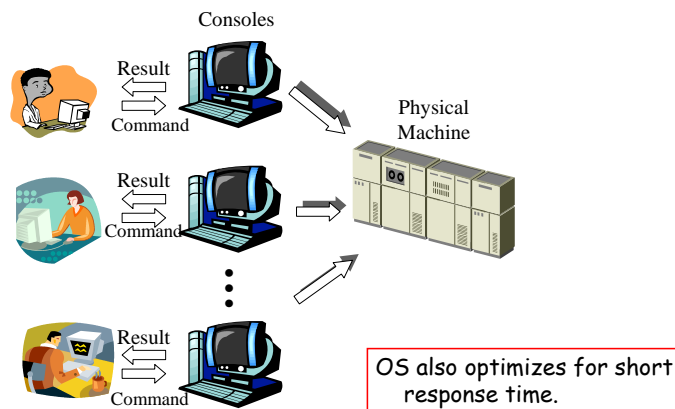 Consoles
Result
Command
Physical
Machine
Result
Command
Result
Command
OS also optimizes for short
response time.